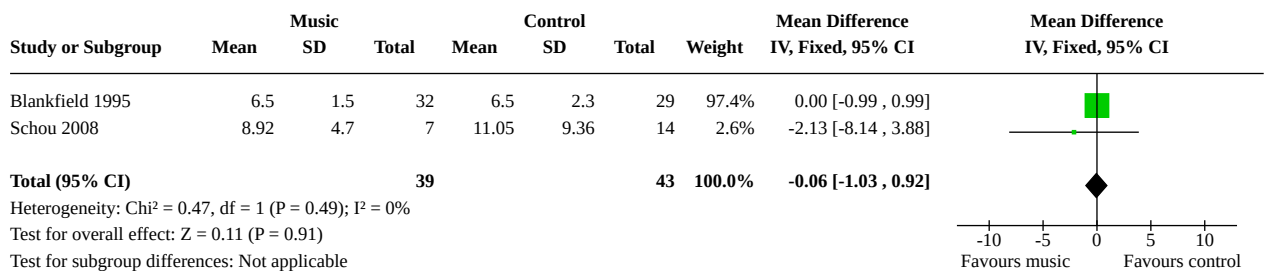 Music Control Mean Difference Mean Difference
Study or Subgroup Mean SD Total Mean SD Total Weight IV, Fixed, 95% CI IV, Fixed, 95% CI
Blankfield 1995 6.5 1.5 32 6.5 2.3 29 97.4% 0.00 [-0.99 , 0.99]
Schou 2008 8.92 4.7 7 11.05 9.36 14 2.6% -2.13 [-8.14 , 3.88]
Total (95% CI) 39 43 100.0% -0.06 [-1.03 , 0.92]
Heterogeneity: Chi² = 0.47, df = 1 (P = 0.49); I² = 0%
Test for overall effect: Z = 0.11 (P = 0.91)
Test for subgroup differences: Not applicable
-10 -5 0 5 10
Favours music Favours control